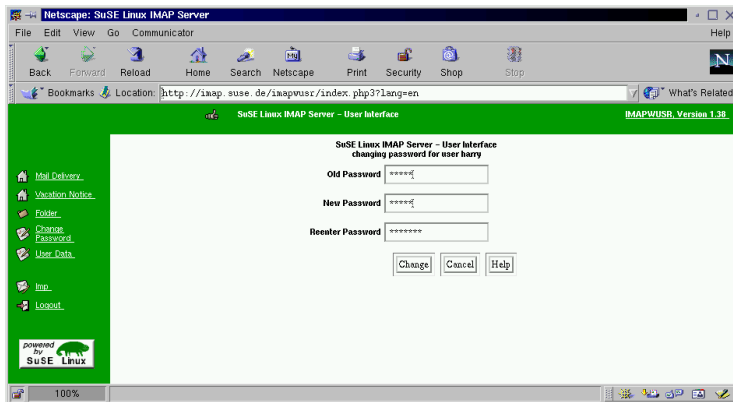 Netscape: SuSE Linux IMAP Server
File Edit View Go Communicator Help
Back Forward Reload Home Search Netscape Print Security Shop Stop
N
Bookmarks Location: http://imap.suse.de/imapwusr/index.php3?lang=en What's Related
SuSE Linux IMAP Server - User Interface IMAPWUSR, Version 1.38
SuSE Linux IMAP Server - User Interface
changing password for user harry
Old Password *****
New Password *****
Reenter Password *******
Change Cancel Help
Mail Delivery
Vacation Notice
Folder
Change
Password
User Data
Imp
Logout
powered
by
SuSE Linux
100%